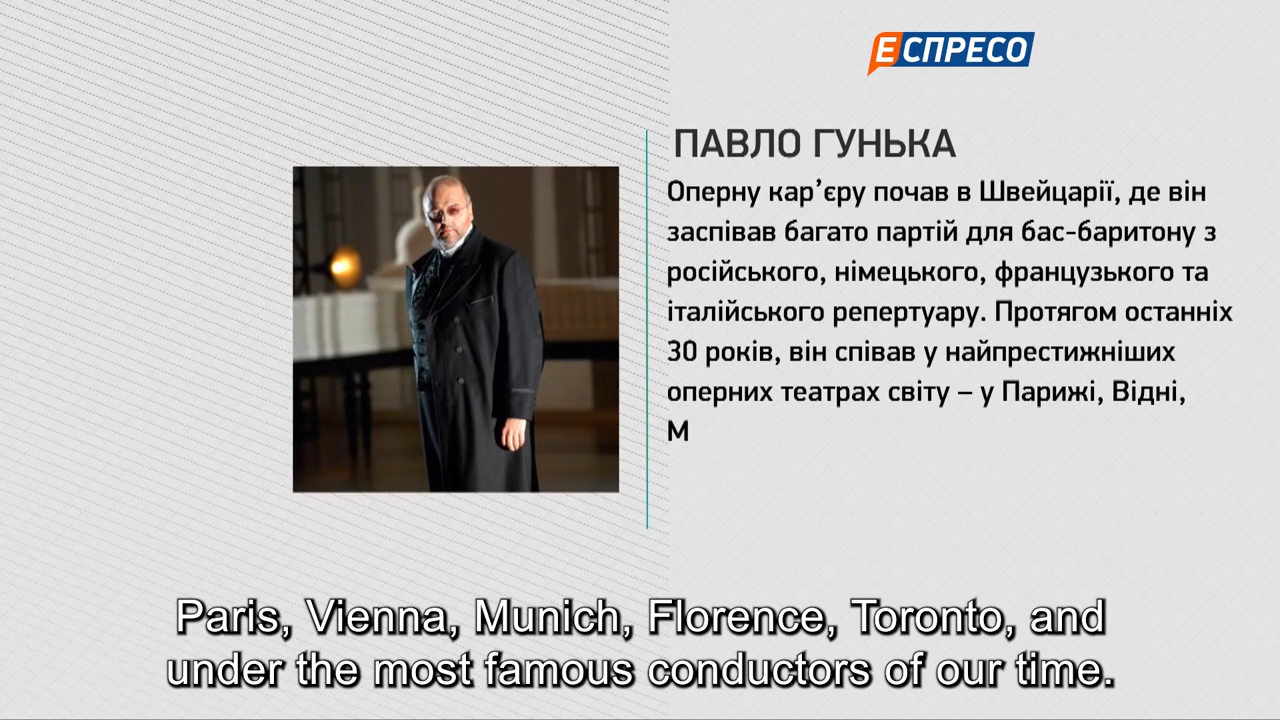 ЕСПРЕСО
ПАВЛО ГУНЬКА
Оперну кар’єру почав в Швейцарії, де він
заспівав багато партій для бас-баритону з
російського, німецького, французького та
італійського репертуару. Протягом останніх
30 років, він співав у найпрестижніших
оперних театрах світу – у Парижі, Відні,
М
Paris, Vienna, Munich, Florence, Toronto, and
under the most famous conductors of our time.